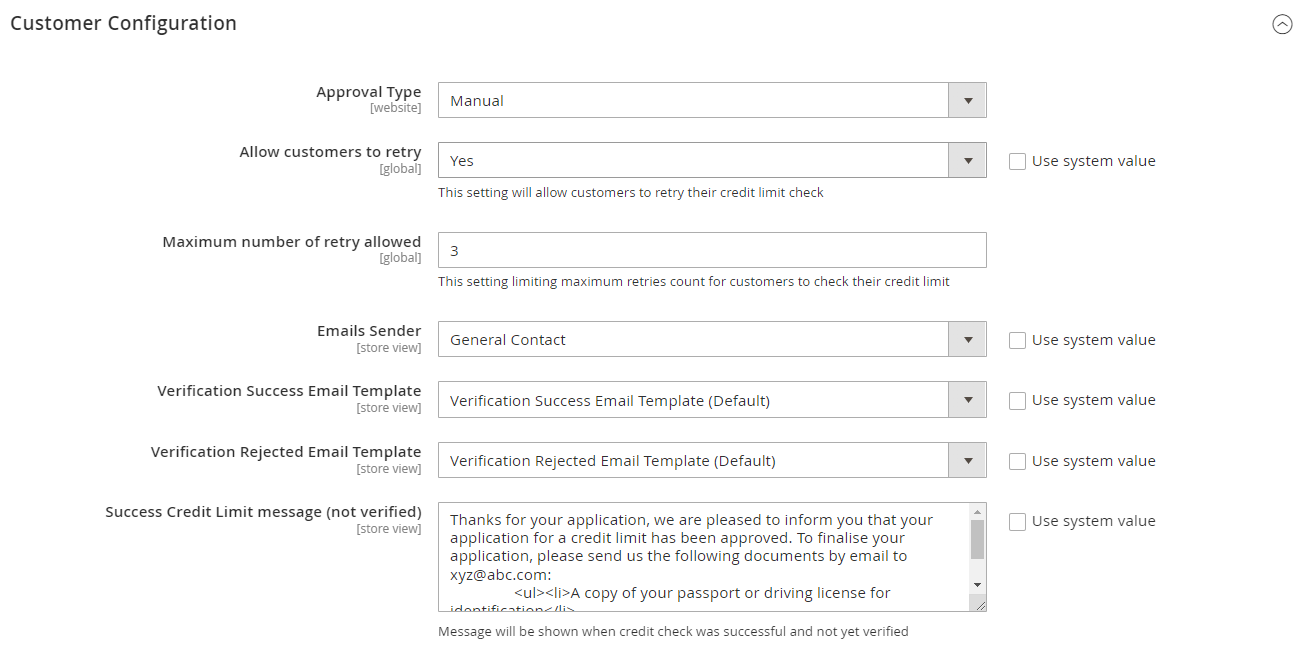 Customer Configuration
Approval Type
[website]
Manual
Allow customers to retry
[global]
Yes
Use system value
This setting will allow customers to retry their credit limit check
Maximum number of retry allowed
[global]
3
This setting limiting maximum retries count for customers to check their credit limit
Emails Sender
[store view]
General Contact
Use system value
Verification Success Email Template
[store view]
Verification Success Email Template (Default)
Use system value
Verification Rejected Email Template
[store view]
Verification Rejected Email Template (Default)
Use system value
Success Credit Limit message (not verified)
[store view]
Thanks for your application, we are pleased to inform you that your
application for a credit limit has been approved. To finalise your
application, please send us the following documents by email to
xyz@abc.com:
<ul><li>A copy of your passport or driving license for
identification</li>
Use system value
Message will be shown when credit check was successful and not yet verified